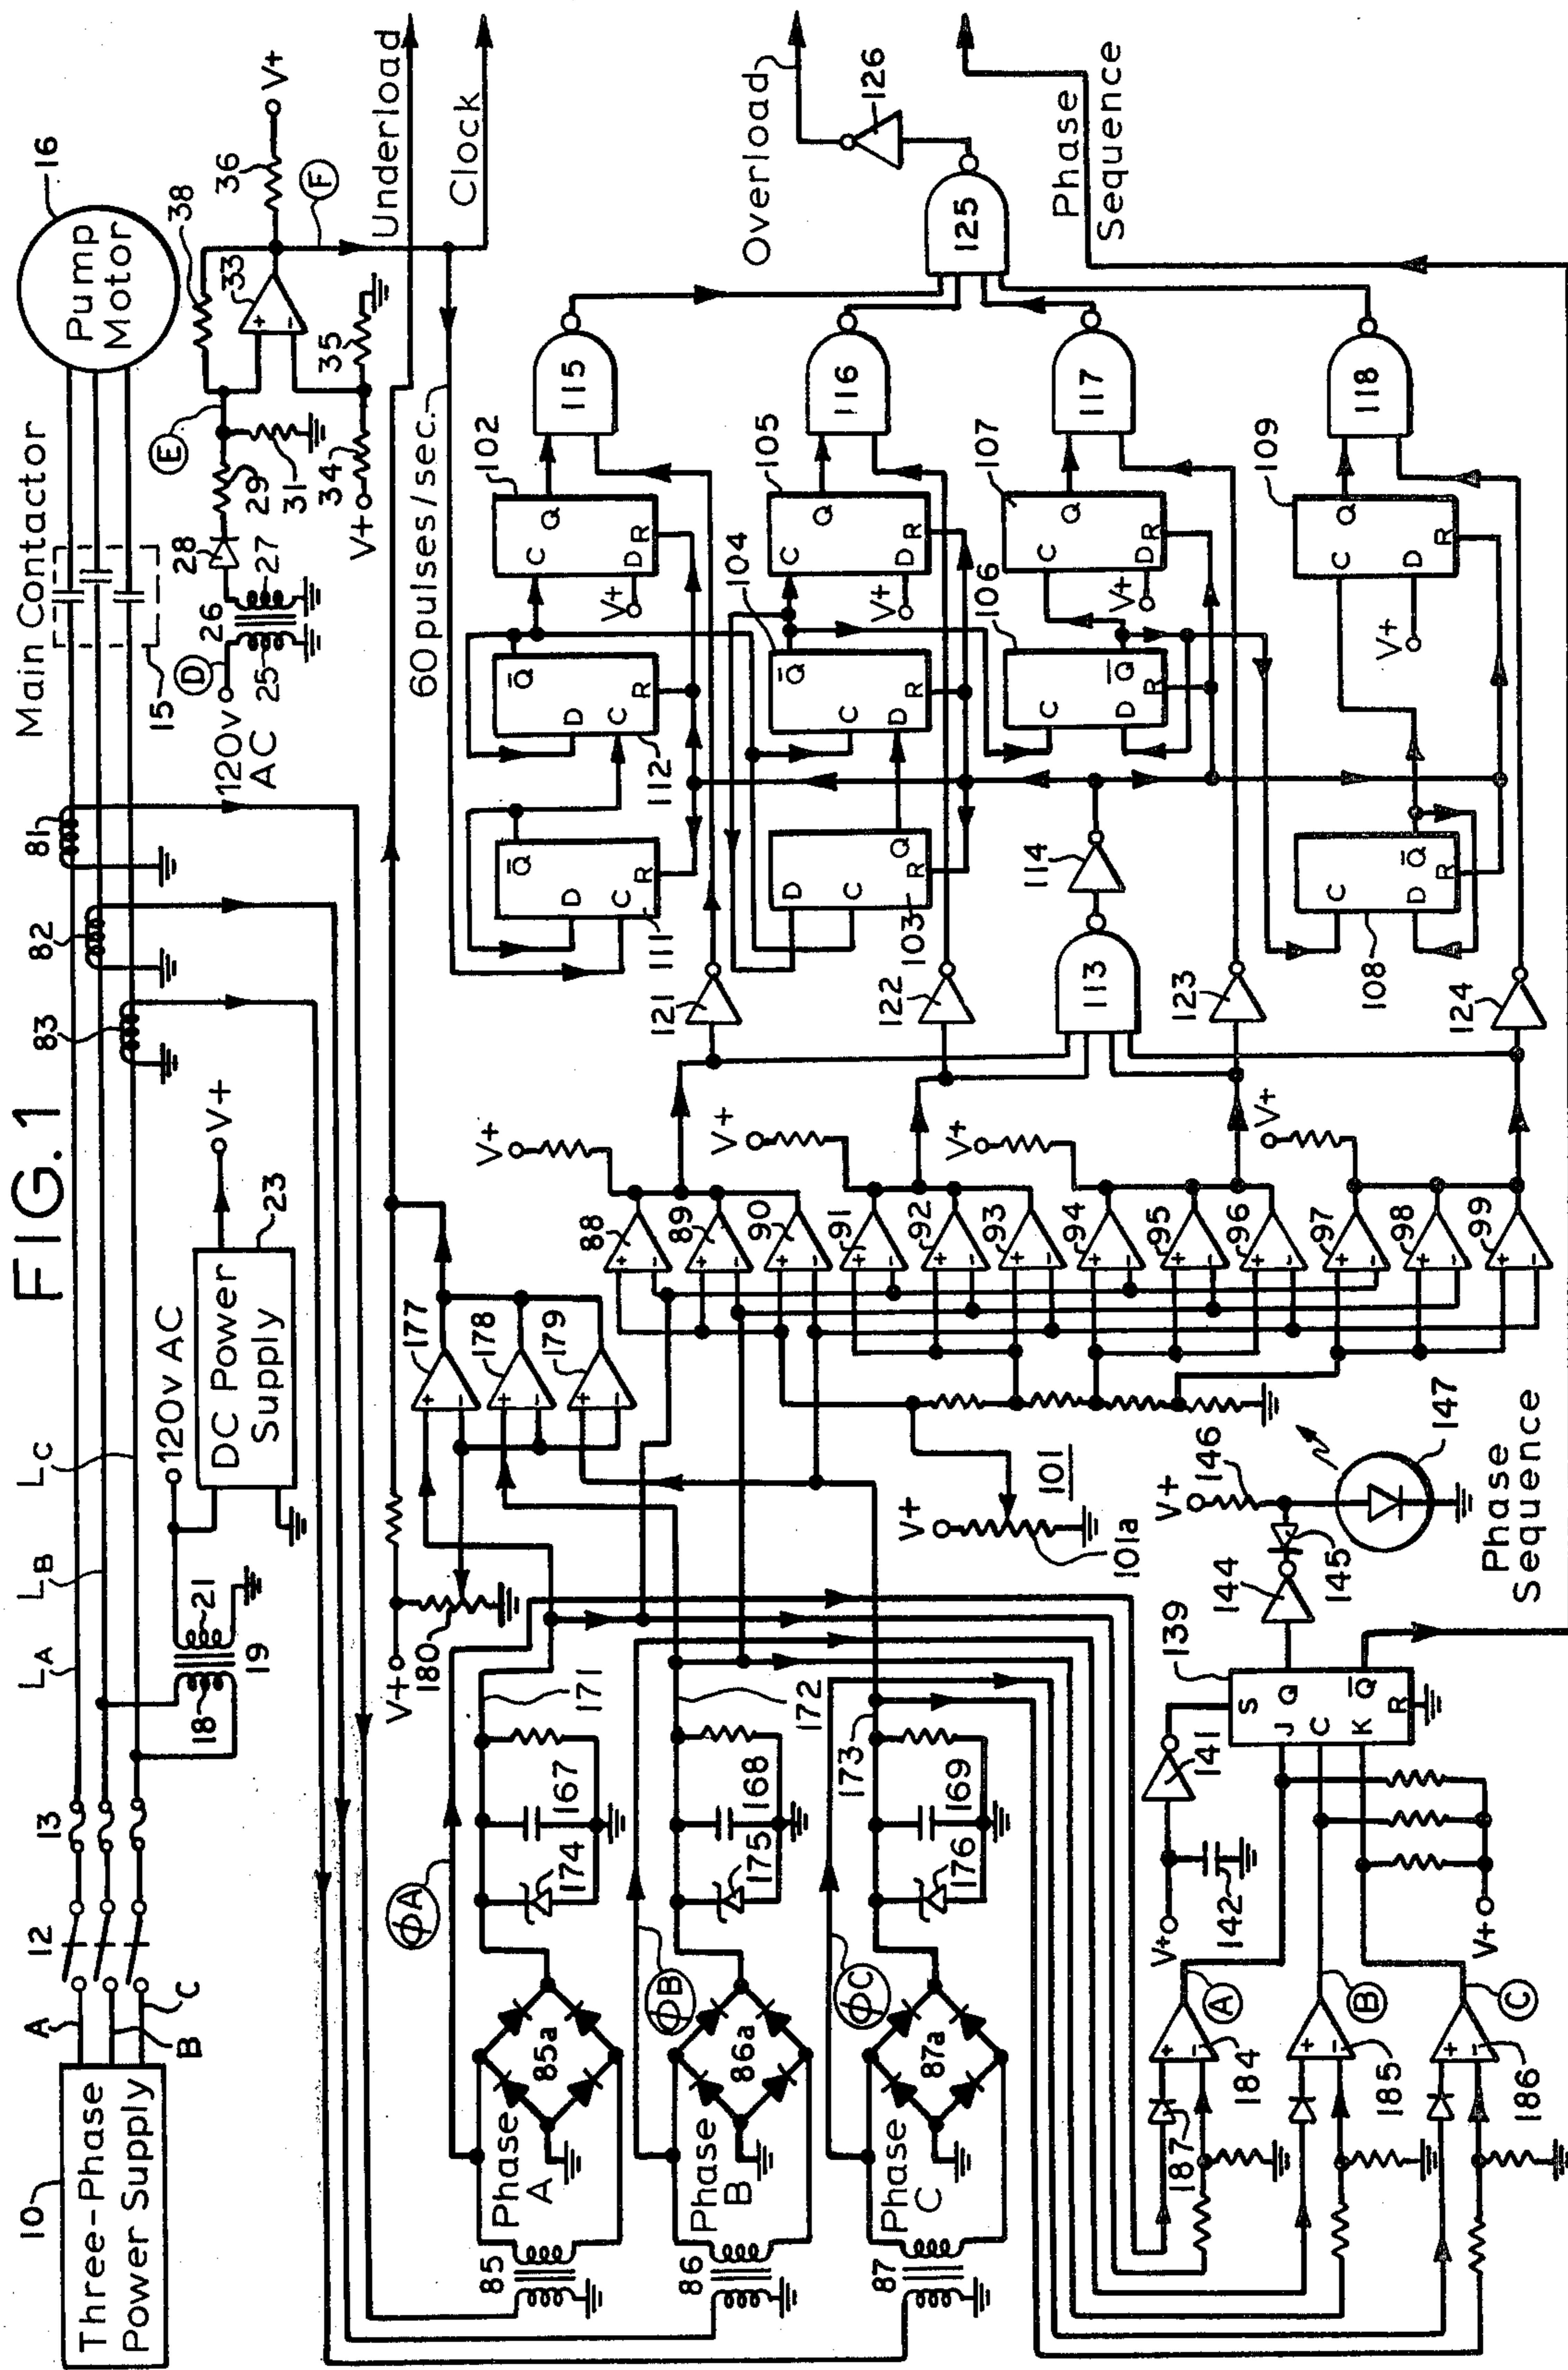 FIG. 1
10
Three-Phase
Power Supply
A
B
C
12
13
LA
LB
LC
18
19
21
120v AC
DC Power
Supply
23
V+
83
82
81
Main Contactor
15
Pump
Motor
16
120v
AC
D
25
26
27
28
29
31
E
38
33
V+
34
35
36
V+
F
Underload
Clock
60 pulses/sec.
Overload
126
125
Phase
Sequence
85
Phase
A
85a
ΦA
174
167
171
V+
180
86
Phase
B
86a
ΦB
175
168
172
87
Phase
C
87a
ΦC
176
169
173
177
+
-
178
+
-
179
+
-
V+
101
101a
V+
88
+
-
89
+
-
90
+
-
V+
91
+
-
92
+
-
93
+
-
V+
94
+
-
95
+
-
96
+
-
V+
97
+
-
98
+
-
99
+
-
121
122
113
114
123
124
111
Q̅
D
C
R
112
Q̅
D
C
R
102
Q
C
D
R
V+
115
103
D
C
Q
R
104
Q̅
C
D
R
105
C
Q
D
R
V+
116
106
C
Q̅
D
R
107
Q
C
D
R
V+
117
108
C
Q̅
D
R
109
Q
C
D
R
V+
118
187
184
+
-
A
185
+
-
B
186
+
-
C
V+
142
141
V+
139
S
J
Q
C
K
Q̅
R
144
145
V+
146
147
Phase
Sequence